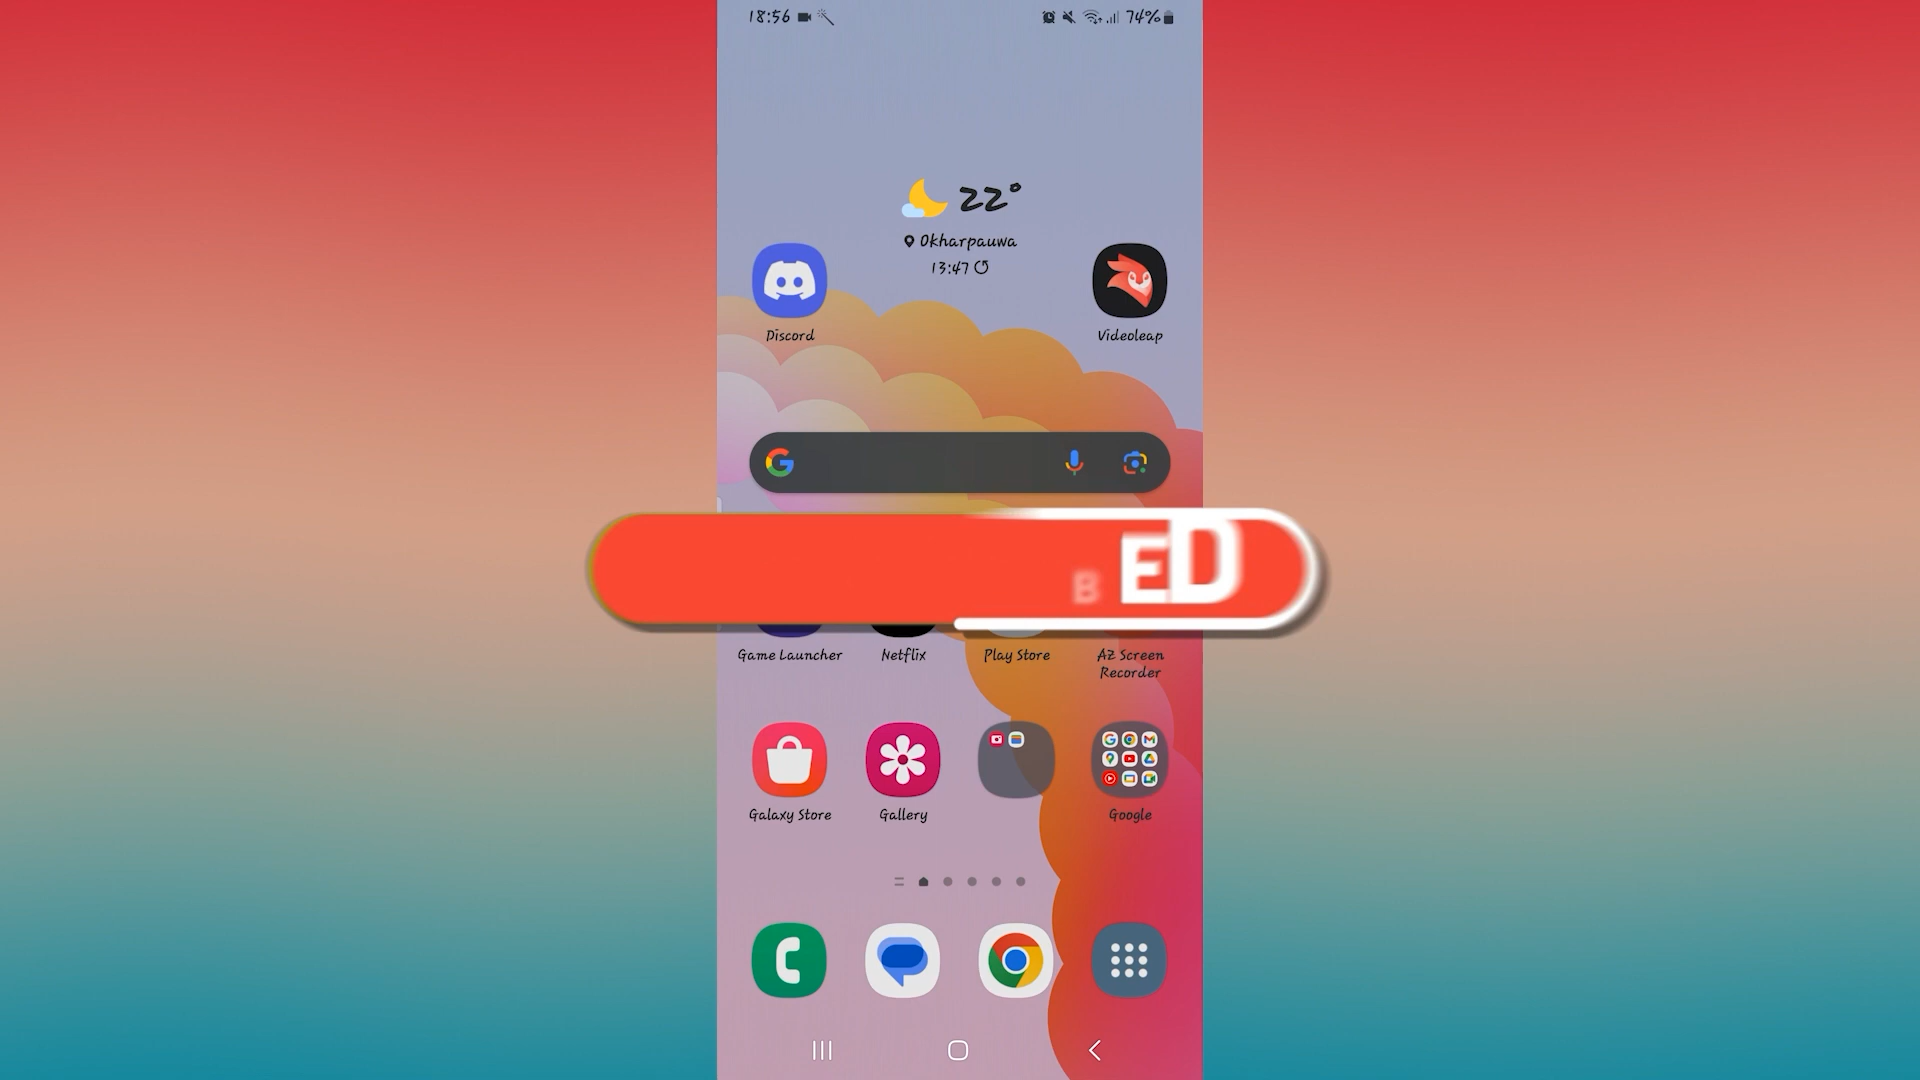 18:56
74%
22°
Okharpauwa
13:47
Discord
Videoleap
B ED
Game Launcher
Netflix
Play Store
AZ Screen
Recorder
Galaxy Store
Gallery
Google